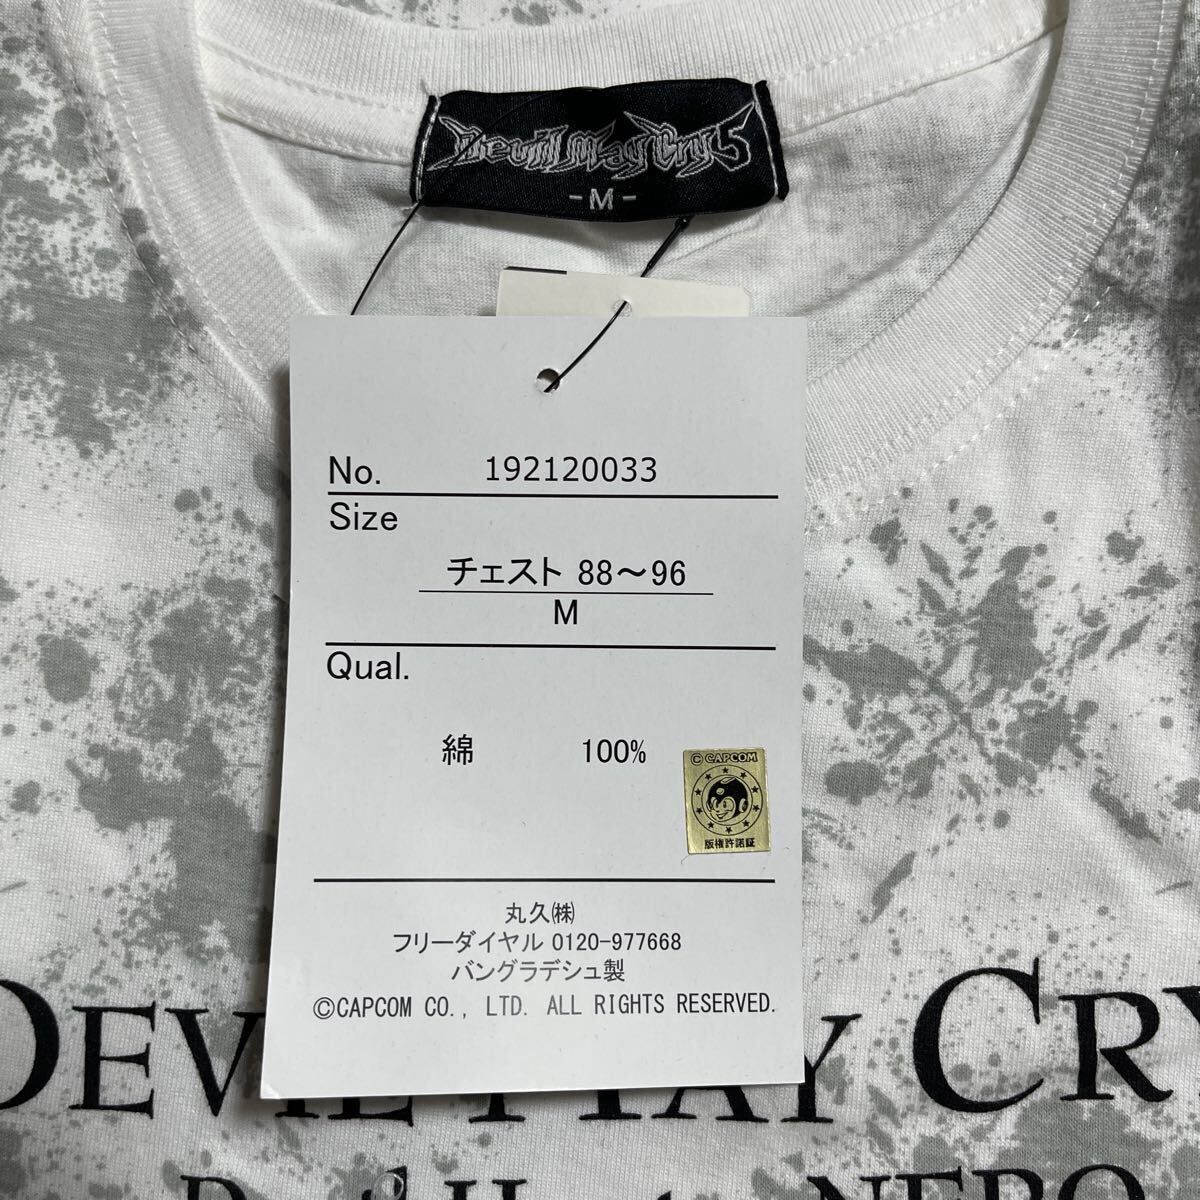 Devil May Cry 5
-M-
No. 192120033
Size
チェスト 88～96
M
Qual.
綿 100%
© CAPCOM
版権許諾証
丸久㈱
フリーダイヤル 0120-977668
バングラデシュ製
©CAPCOM CO., LTD. ALL RIGHTS RESERVED.
DEVIL MAY CRY
NERO